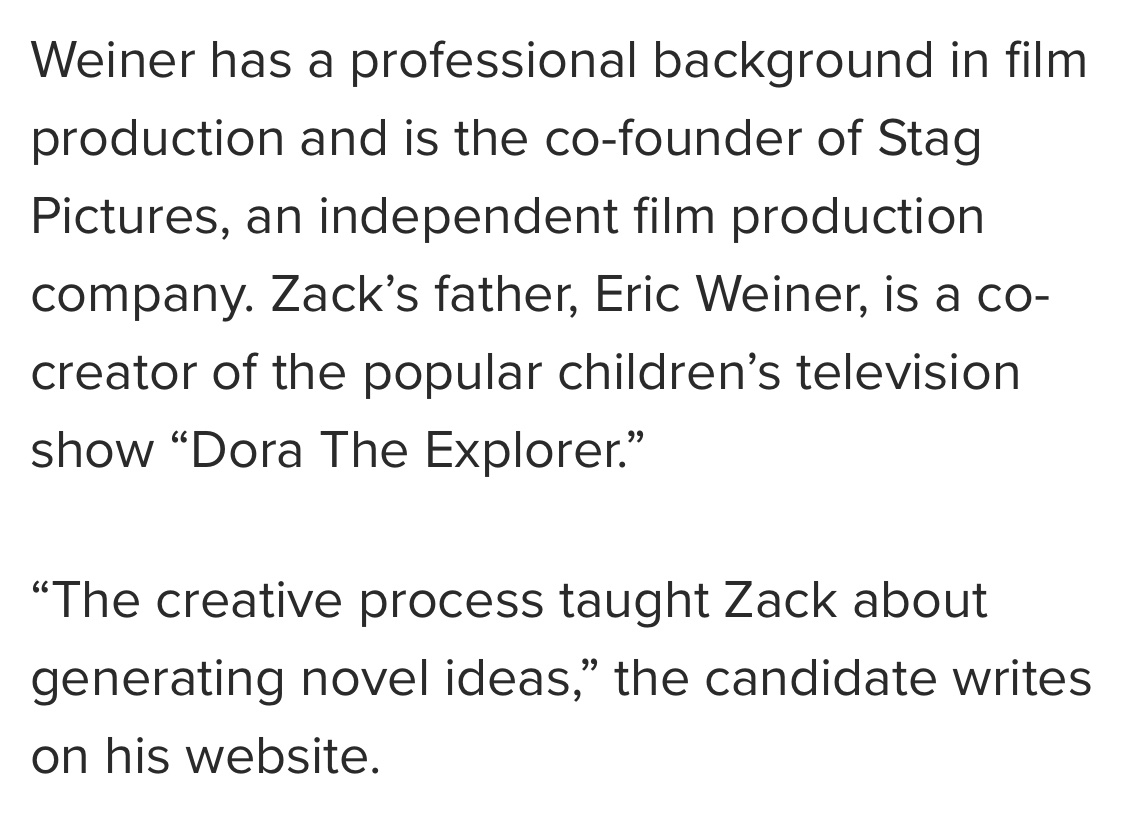 Weiner has a professional background in film
production and is the co-founder of Stag
Pictures, an independent film production
company. Zack’s father, Eric Weiner, is a co-
creator of the popular children’s television
show “Dora The Explorer.”
“The creative process taught Zack about
generating novel ideas,” the candidate writes
on his website.